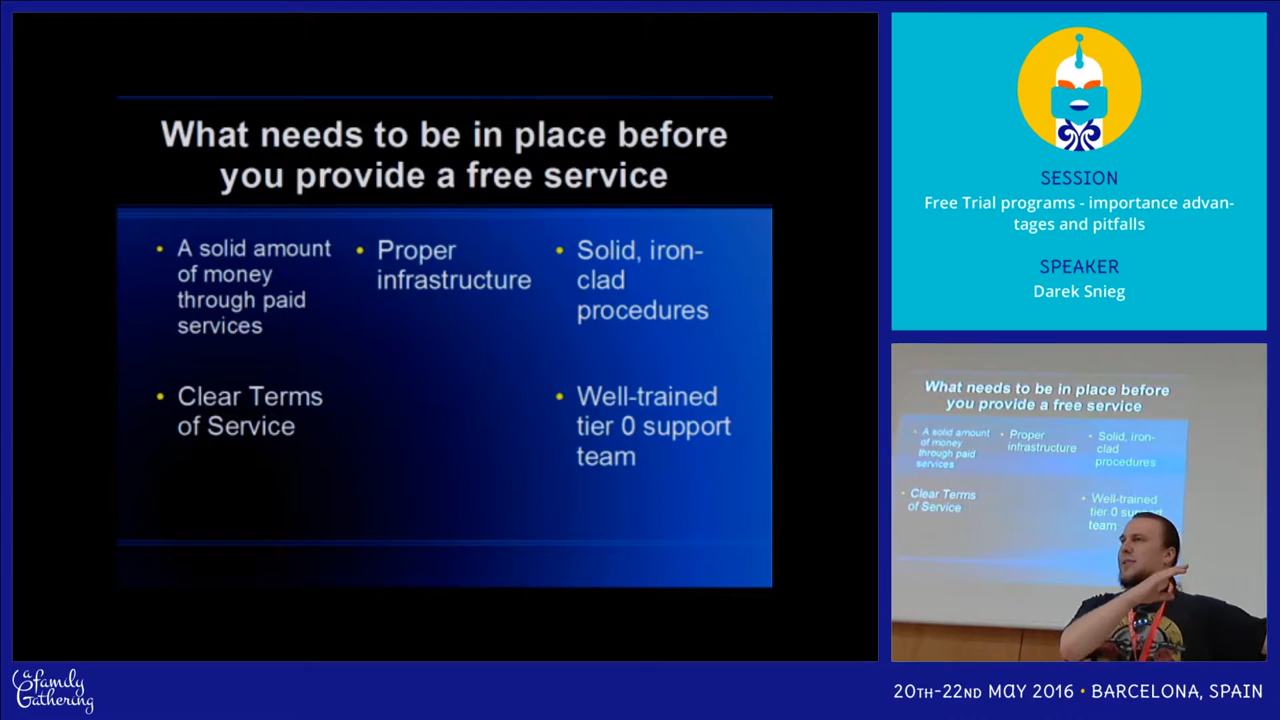 What needs to be in place before
you provide a free service
• A solid amount
of money
through paid
services
• Proper
infrastructure
• Solid, iron-
clad
procedures
• Clear Terms
of Service
• Well-trained
tier 0 support
team
SESSION
Free Trial programs - importance advan-
tages and pitfalls
SPEAKER
Darek Snieg
What needs to be in place before
you provide a free service
• A solid amount
of money
through paid
services
• Proper
infrastructure
• Solid, iron-
clad
procedures
• Clear Terms
of Service
• Well-trained
tier 0 support
team
a family
Gathering
20TH-22ND MAY 2016 • BARCELONA, SPAIN